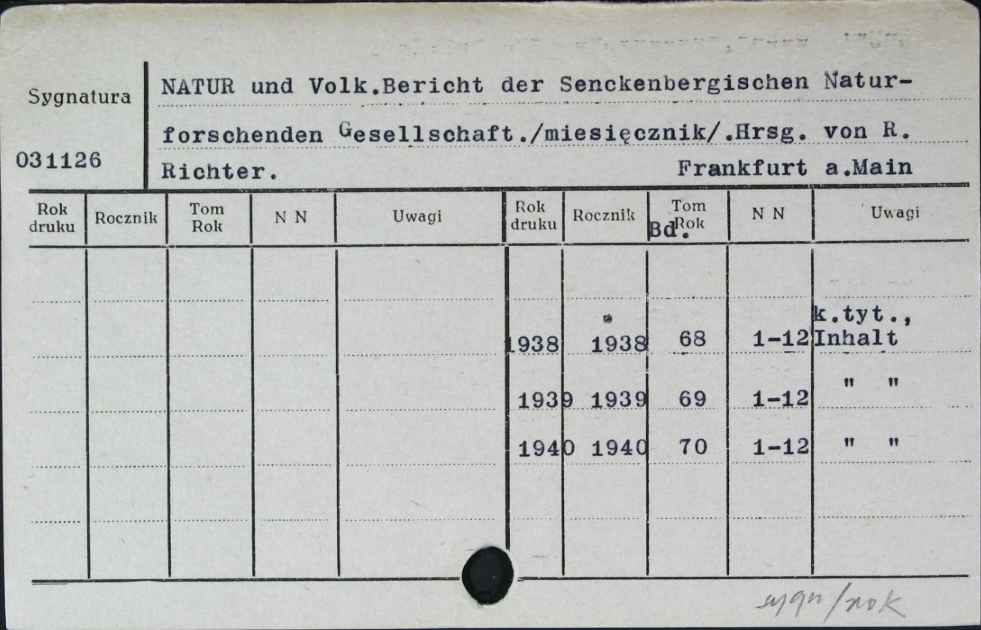 Sygnatura
031126
NATUR und Volk.Bericht der Senckenbergischen Natur-
forschenden Gesellschaft./miesięcznik/.Hrsg. von R.
Richter. Frankfurt a.Main
Rok druku Rocznik Tom Rok N N Uwagi Rok druku Rocznik Tom Rok N N Uwagi
Bd.
k.tyt.,
1938 1938 68 1-12 Inhalt
1939 1939 69 1-12 " "
1940 1940 70 1-12 " "
sygn/rok